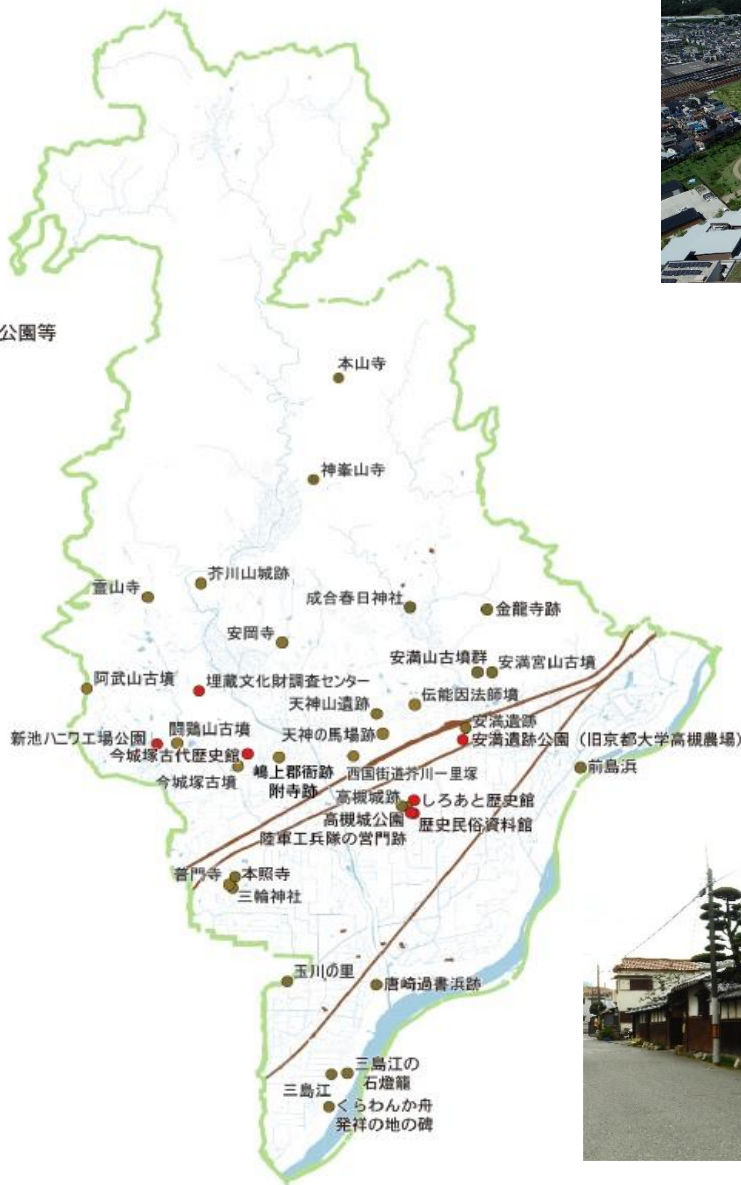 公園等
本山寺
神峯山寺
芥川山城跡
霊山寺
成合春日神社
金龍寺跡
安岡寺
安満山古墳群
安満宮山古墳
阿武山古墳
埋蔵文化財調査センター
天神山遺跡
伝能因法師墳
安満遺跡
新池ハニワ工場公園
闘鶏山古墳
天神の馬場跡
安満遺跡公園（旧京都大学高槻農場）
今城塚古代歴史館
嶋上郡衙跡
附寺跡
西国街道芥川一里塚
前島浜
今城塚古墳
高槻城跡
しろあと歴史館
高槻城公園
歴史民俗資料館
陸軍工兵隊の営門跡
普門寺
本照寺
三輪神社
玉川の里
唐崎過書浜跡
三島江の
石燈籠
三島江
くらわんか舟
発祥の地の碑